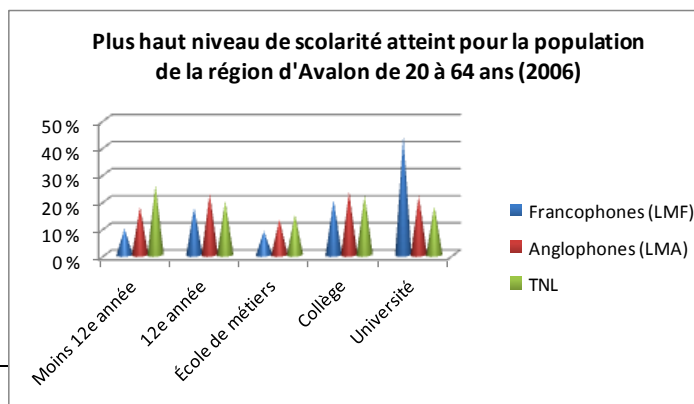 Plus haut niveau de scolarité atteint pour la population
de la région d'Avalon de 20 à 64 ans (2006)
50 %
40 %
30 %
20 %
10 %
0 %
Moins 12e année
12e année
École de métiers
Collège
Université
Francophones (LMF)
Anglophones (LMA)
TNL